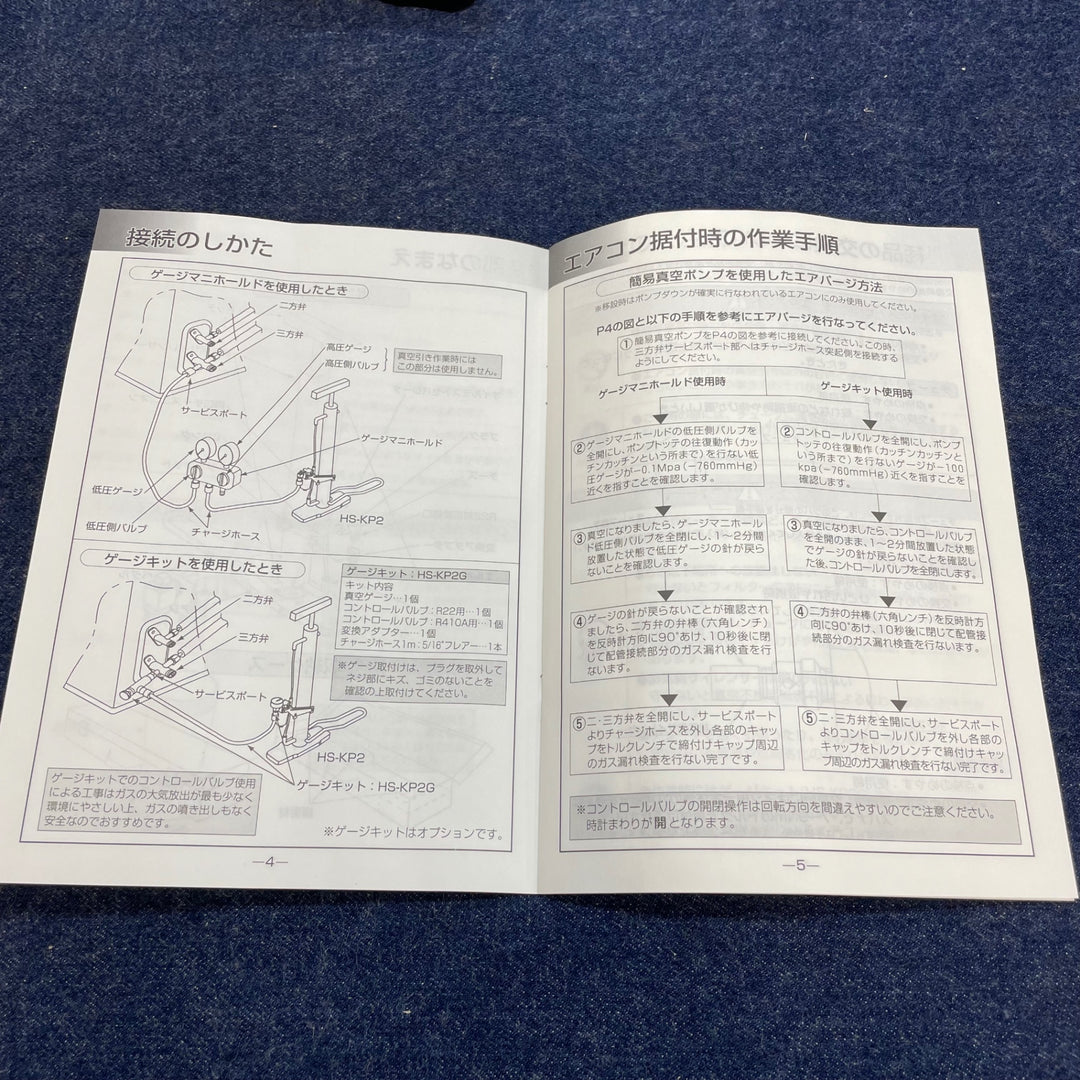 接続のしかた
ゲージマニホールドを使用したとき
二方弁
三方弁
高圧ゲージ
高圧側バルブ
真空引き作業時には
この部分は使用しません。
サービスポート
ゲージマニホールド
低圧ゲージ
HS-KP2
低圧側バルブ
チャージホース
ゲージキットを使用したとき
ゲージキット：HS-KP2G
キット内容
真空ゲージ…1個
コントロールバルブ：R22用…1個
コントロールバルブ：R410A用…1個
変換アダプター…1個
チャージホース1m：5/16"フレアー…1本
二方弁
三方弁
※ゲージ取付けは、プラグを取外して
ネジ部にキズ、ゴミのないことを
確認の上取付けてください。
サービスポート
HS-KP2
ゲージキット：HS-KP2G
ゲージキットでのコントロールバルブ使用
による工事はガスの大気放出が最も少なく
環境にやさしい上、ガスの噴き出しもなく
安全なのでおすすめです。
※ゲージキットはオプションです。
—4—
エアコン据付時の作業手順
簡易真空ポンプを使用したエアパージ方法
※移設時はポンプダウンが確実に行なわれているエアコンにのみ使用してください。
P4の図と以下の手順を参考にエアパージを行なってください。
①簡易真空ポンプをP4の図を参考に接続してください。この時、
三方弁サービスポート部へはチャージホース突起側を接続する
ようにしてください。
ゲージマニホールド使用時
②ゲージマニホールドの低圧側バルブを
全開にし、ポンプトッテの往復動作（カッ
チンカッチンという所まで）を行ない低
圧ゲージが−0.1Mpa（−760mmHg）
近くを指すことを確認します。
③真空になりましたら、ゲージマニホール
ド低圧側バルブを全閉にし、1〜2分間
放置した状態で低圧ゲージの針が戻ら
ないことを確認します。
④ゲージの針が戻らないことが確認され
ましたら、二方弁の弁棒（六角レンチ）
を反時計方向に90°あけ、10秒後に閉
じて配管接続部分のガス漏れ検査を行
ないます。
⑤二・三方弁を全開にし、サービスポート
よりチャージホースを外し各部のキャッ
プをトルクレンチで締付けキャップ周辺
のガス漏れ検査を行ない完了です。
ゲージキット使用時
②コントロールバルブを全開にし、ポンプ
トッテの往復動作（カッチンカッチンと
いう所まで）を行ないゲージが−100
kpa（−760mmHg）近くを指すことを確
認します。
③真空になりましたら、コントロールバルブ
を全開のまま、1〜2分間放置した状態
でゲージの針が戻らないことを確認し
た後、コントロールバルブを全閉にします。
④二方弁の弁棒（六角レンチ）を反時計方
向に90°あけ、10秒後に閉じて配管接
続部分のガス漏れ検査を行ないます。
⑤二・三方弁を全開にし、サービスポート
よりコントロールバルブを外し各部の
キャップをトルクレンチで締付けキャッ
プ周辺のガス漏れ検査を行ない完了です。
※コントロールバルブの開閉操作は回転方向を間違えやすいのでご注意ください。
時計まわりが開となります。
—5—